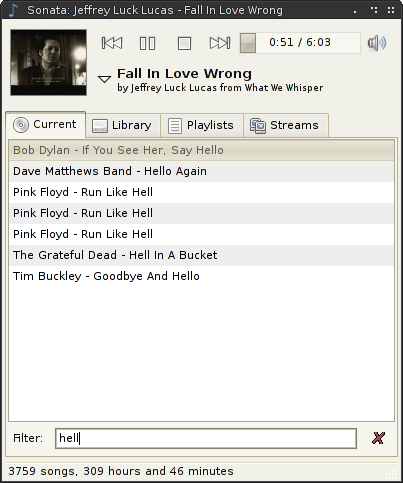 Sonata: Jeffrey Luck Lucas - Fall In Love Wrong
0:51 / 6:03
Fall In Love Wrong
by Jeffrey Luck Lucas from What We Whisper
Current
Library
Playlists
Streams
Bob Dylan - If You See Her, Say Hello
Dave Matthews Band - Hello Again
Pink Floyd - Run Like Hell
Pink Floyd - Run Like Hell
Pink Floyd - Run Like Hell
The Grateful Dead - Hell In A Bucket
Tim Buckley - Goodbye And Hello
Filter: hell
3759 songs, 309 hours and 46 minutes